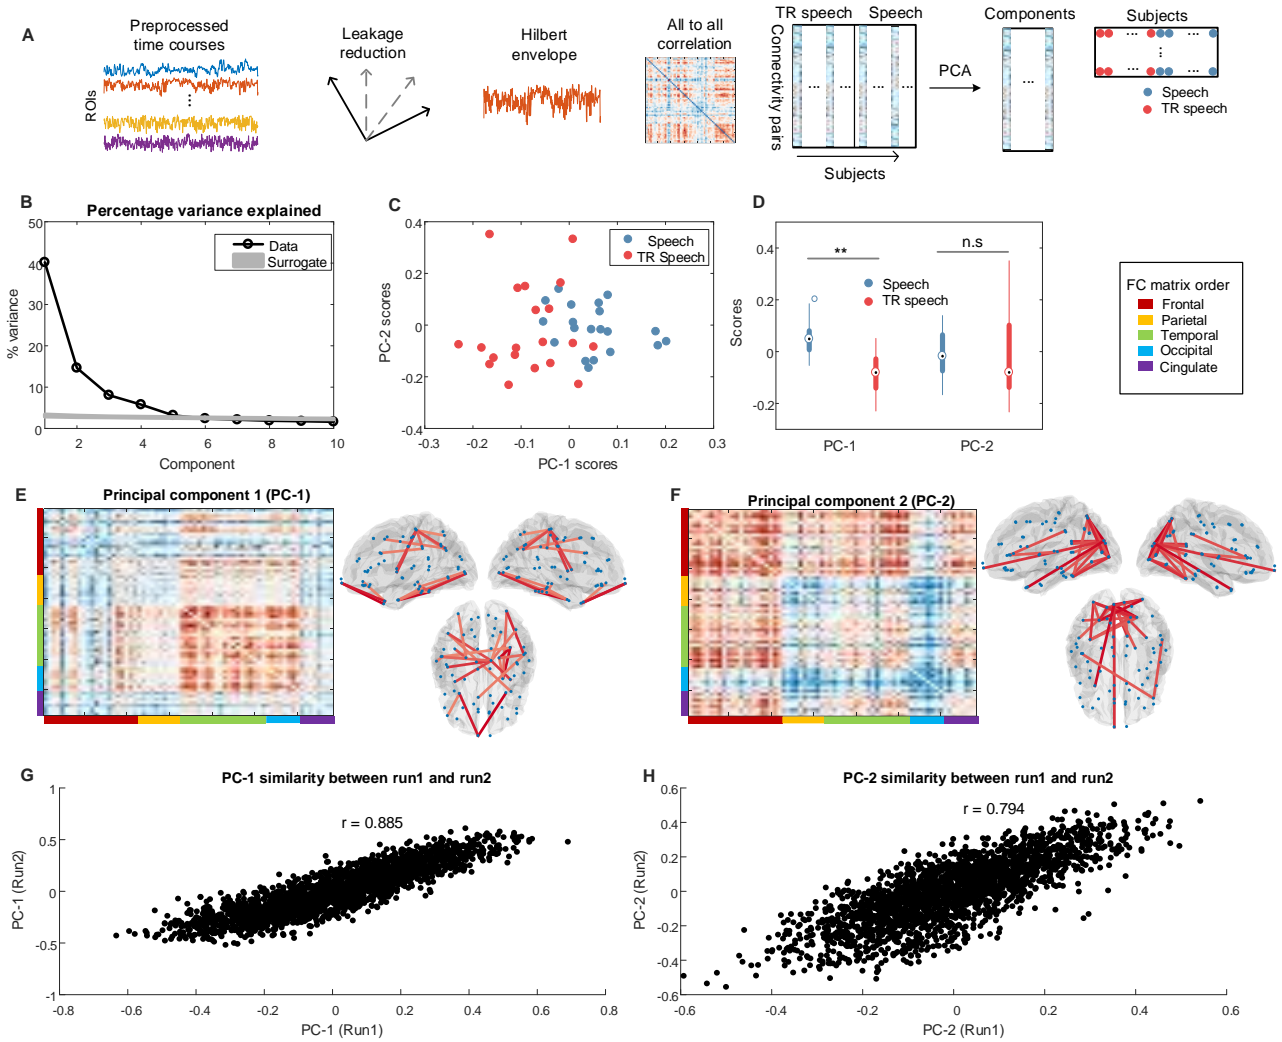 A
Preprocessed
time courses
ROIs
Leakage
reduction
Hilbert
envelope
All to all
correlation
TR speech
Speech
Connectivity pairs
Subjects
PCA
Components
Subjects
Speech
TR speech
B
Percentage variance explained
% variance
50
40
30
20
10
0
2
4
6
8
10
Component
Data
Surrogate
C
PC-2 scores
0.4
0.2
0
-0.2
-0.4
-0.3
-0.2
-0.1
0
0.1
0.2
0.3
PC-1 scores
Speech
TR Speech
D
Scores
0.4
0.2
0
-0.2
**
n.s
Speech
TR speech
PC-1
PC-2
FC matrix order
Frontal
Parietal
Temporal
Occipital
Cingulate
E
Principal component 1 (PC-1)
F
Principal component 2 (PC-2)
G
PC-1 similarity between run1 and run2
r = 0.885
PC-1 (Run2)
1
0.5
0
-0.5
-1
-0.8
-0.6
-0.4
-0.2
0
0.2
0.4
0.6
0.8
PC-1 (Run1)
H
PC-2 similarity between run1 and run2
r = 0.794
PC-2 (Run2)
0.6
0.4
0.2
0
-0.2
-0.4
-0.6
-0.6
-0.4
-0.2
0
0.2
0.4
0.6
PC-2 (Run1)